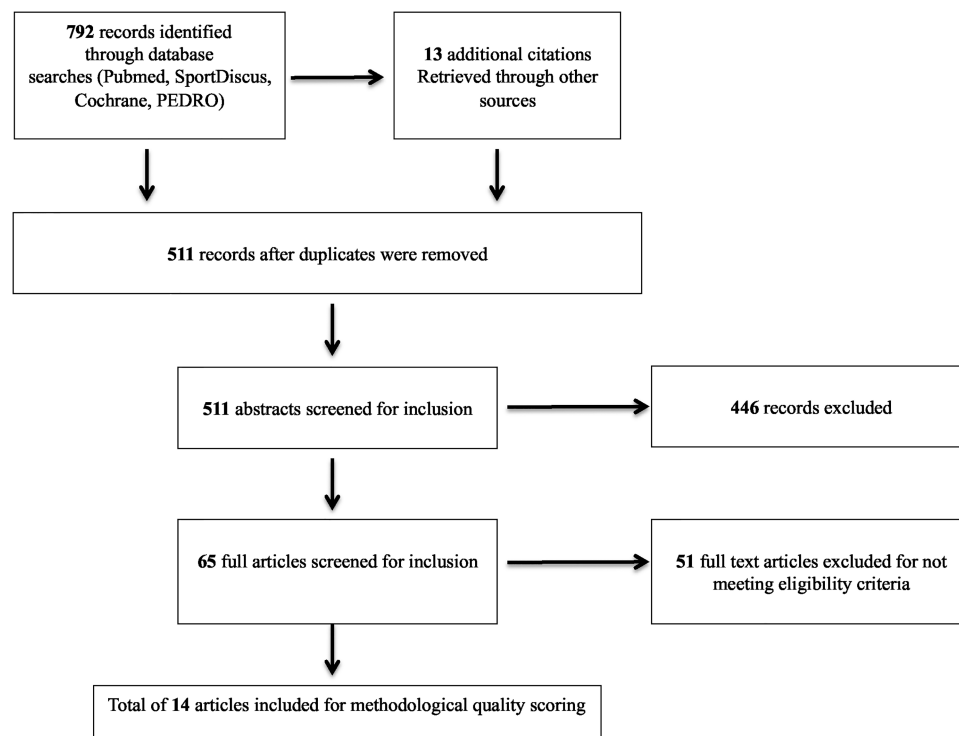 792 records identified
through database
searches (Pubmed, SportDiscus,
Cochrane, PEDRO)
13 additional citations
Retrieved through other
sources
511 records after duplicates were removed
511 abstracts screened for inclusion
446 records excluded
65 full articles screened for inclusion
51 full text articles excluded for not
meeting eligibility criteria
Total of 14 articles included for methodological quality scoring